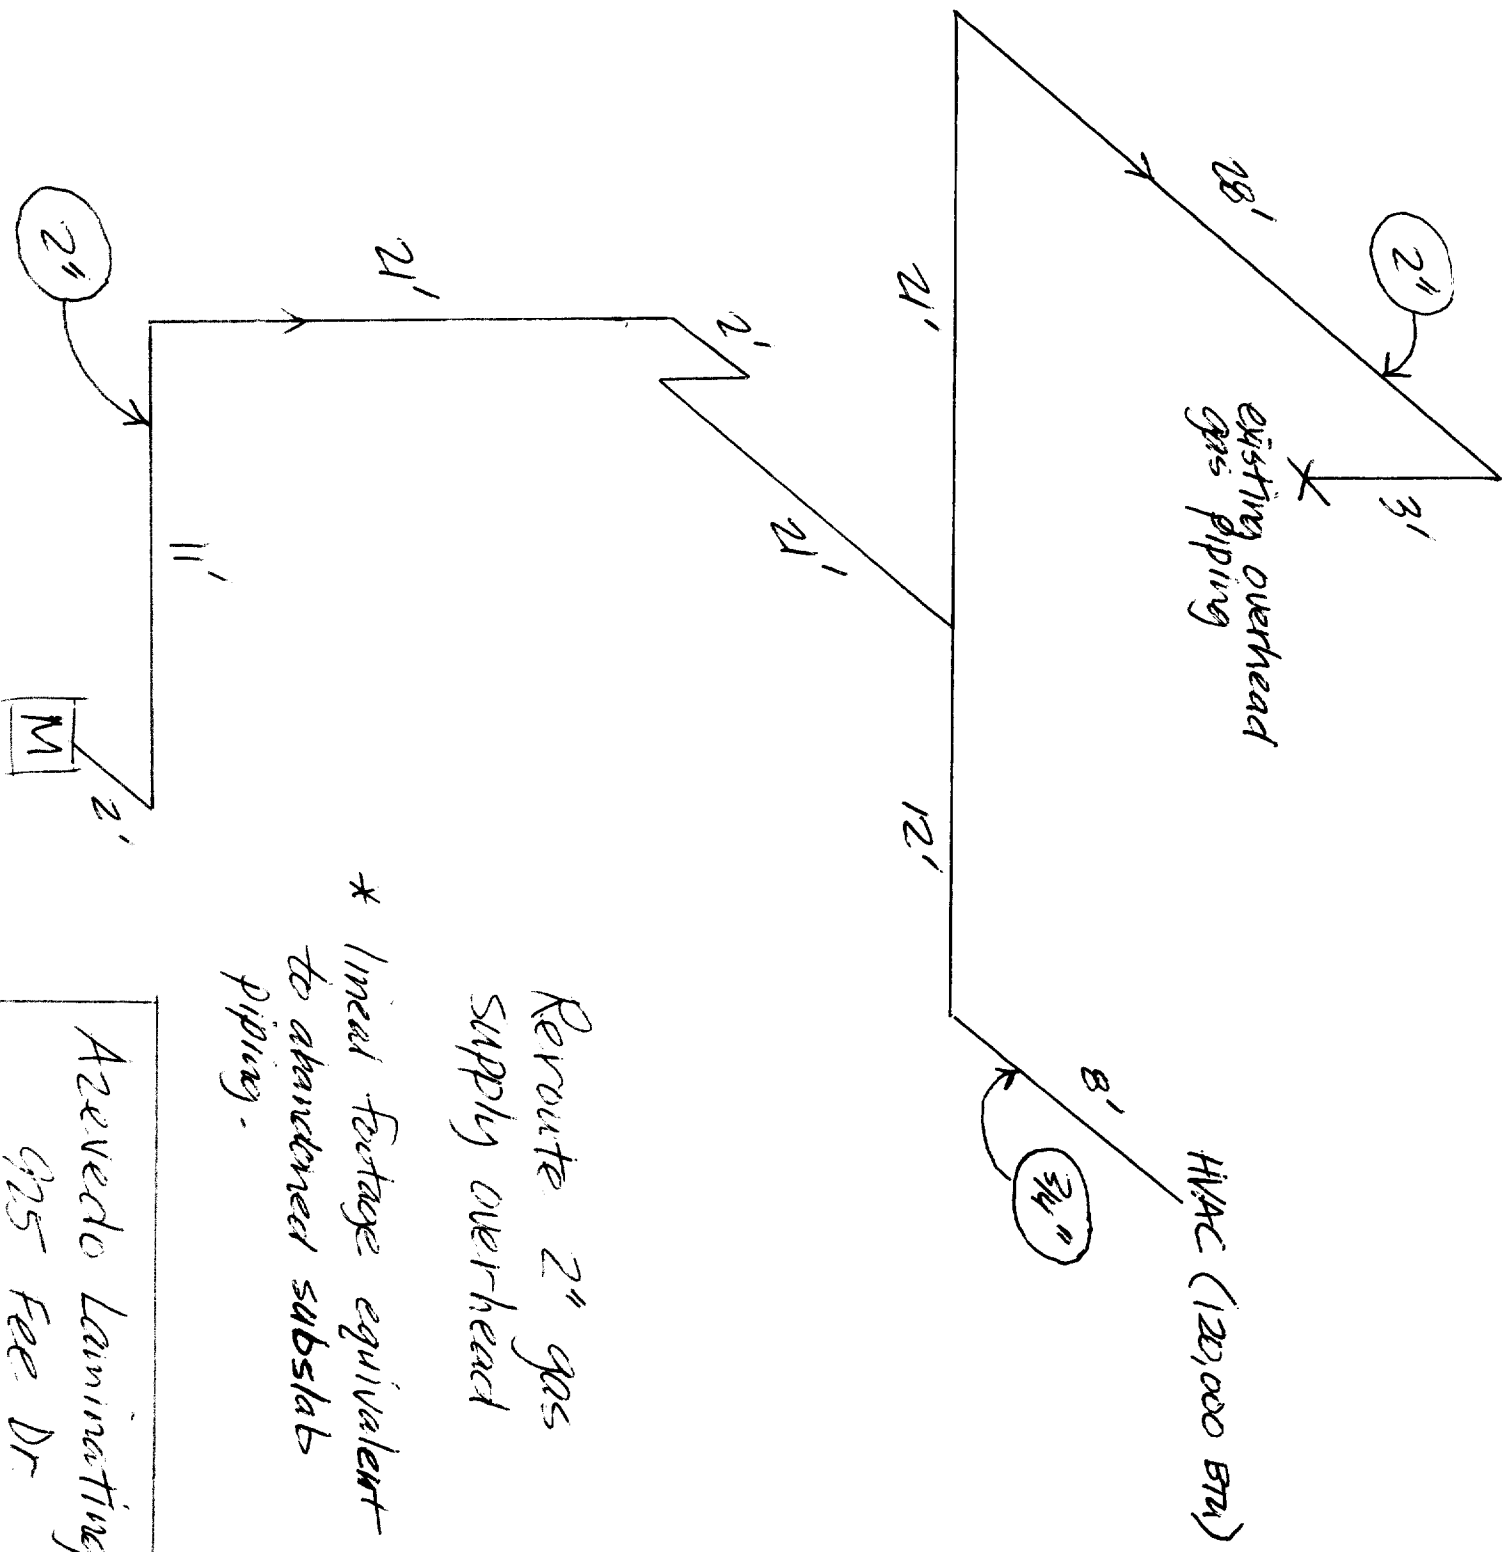 28'
2"
existing overhead
gas piping
3'
21'
12'
8'
3/4"
HVAC (120,000 BTU)
2'
21'
21'
2"
11'
M
2'
Reroute 2" gas
supply overhead
* lineal footage equivalent
to abandoned subslab
piping.
Azevedo Laminating
925 Fee Dr.